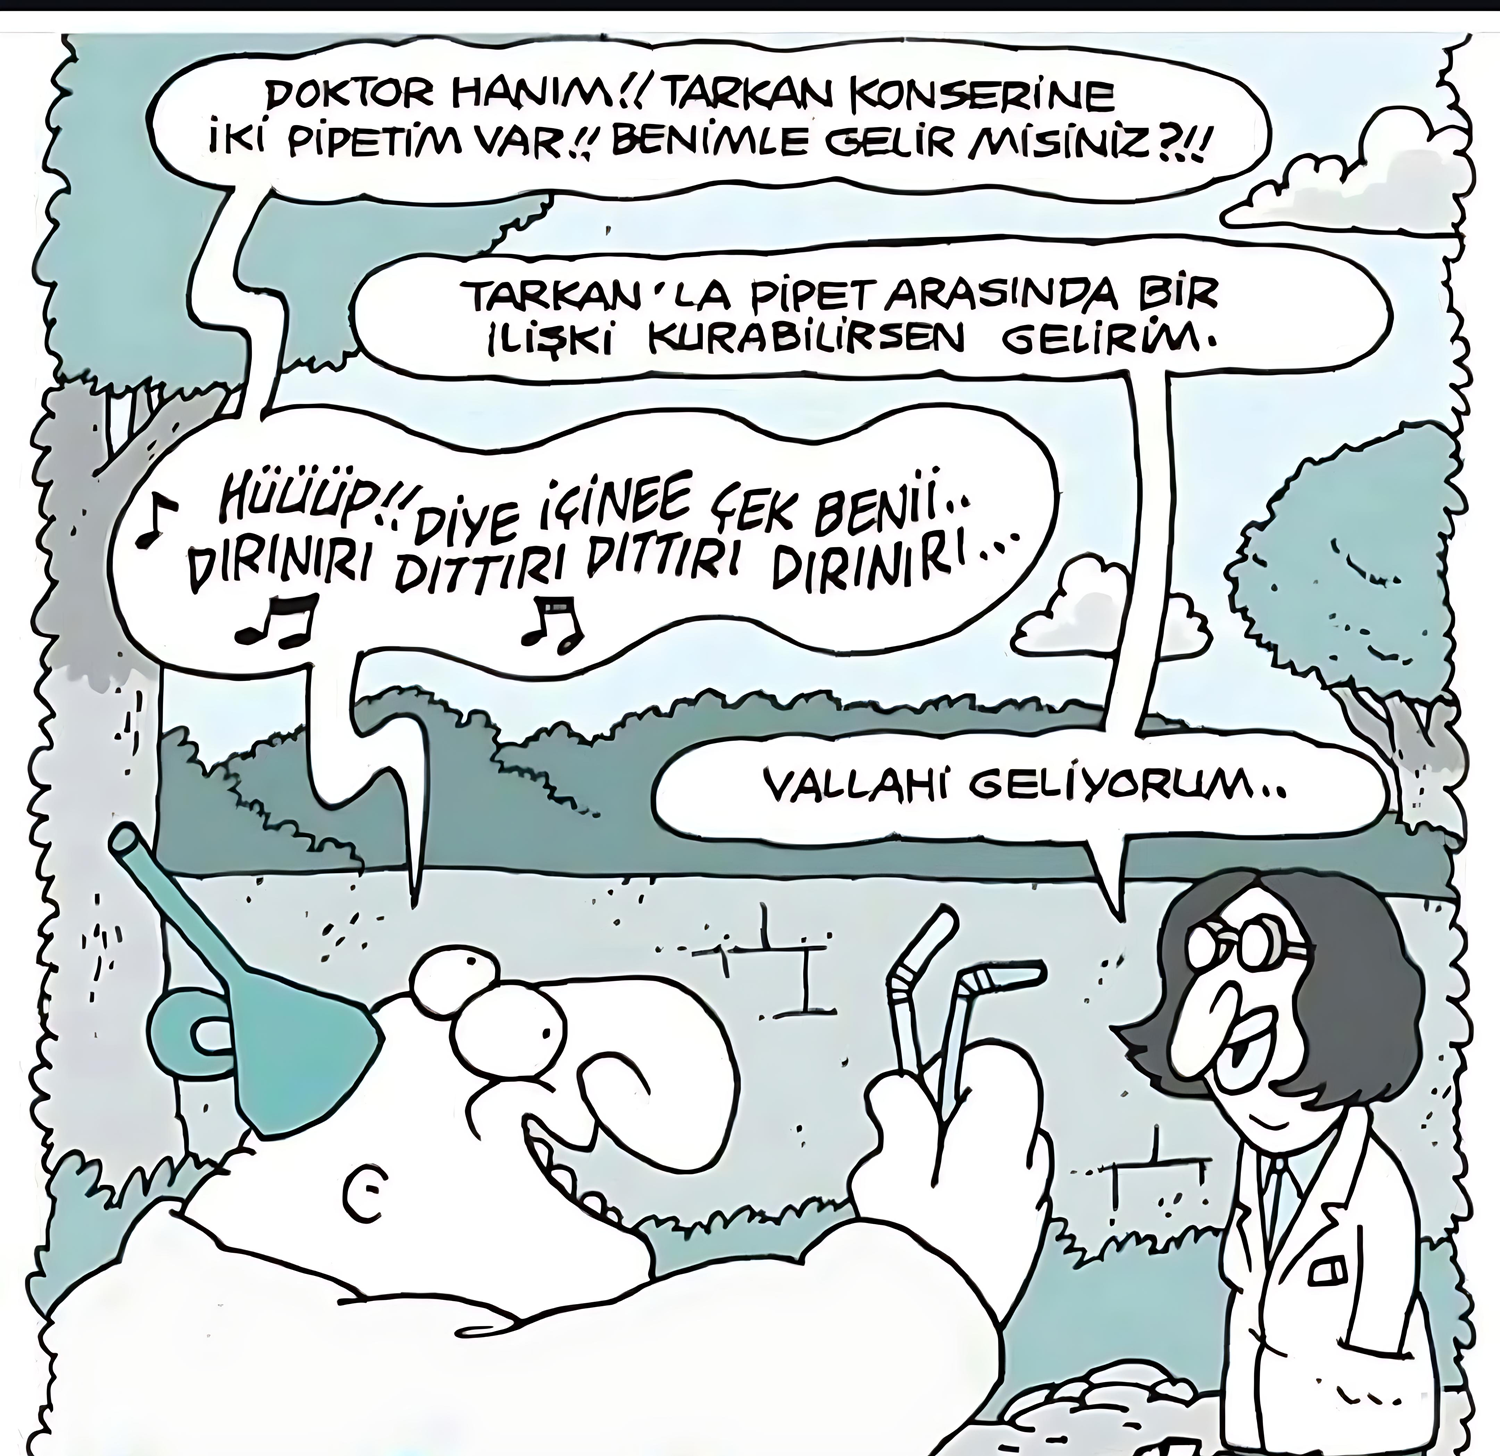 DOKTOR HANIM!! TARKAN KONSERİNE
İKİ PİPETİM VAR!! BENİMLE GELİR MİSİNİZ?!!
TARKAN'LA PİPET ARASINDA BİR
İLİŞKİ KURABİLİRSEN GELİRİM.
HÜÜÜP!! DİYE İÇİNEE ÇEK BENİİ..
DIRINIRI DITTIRI DITTIRI DIRINIRI...
VALLAHİ GELİYORUM..